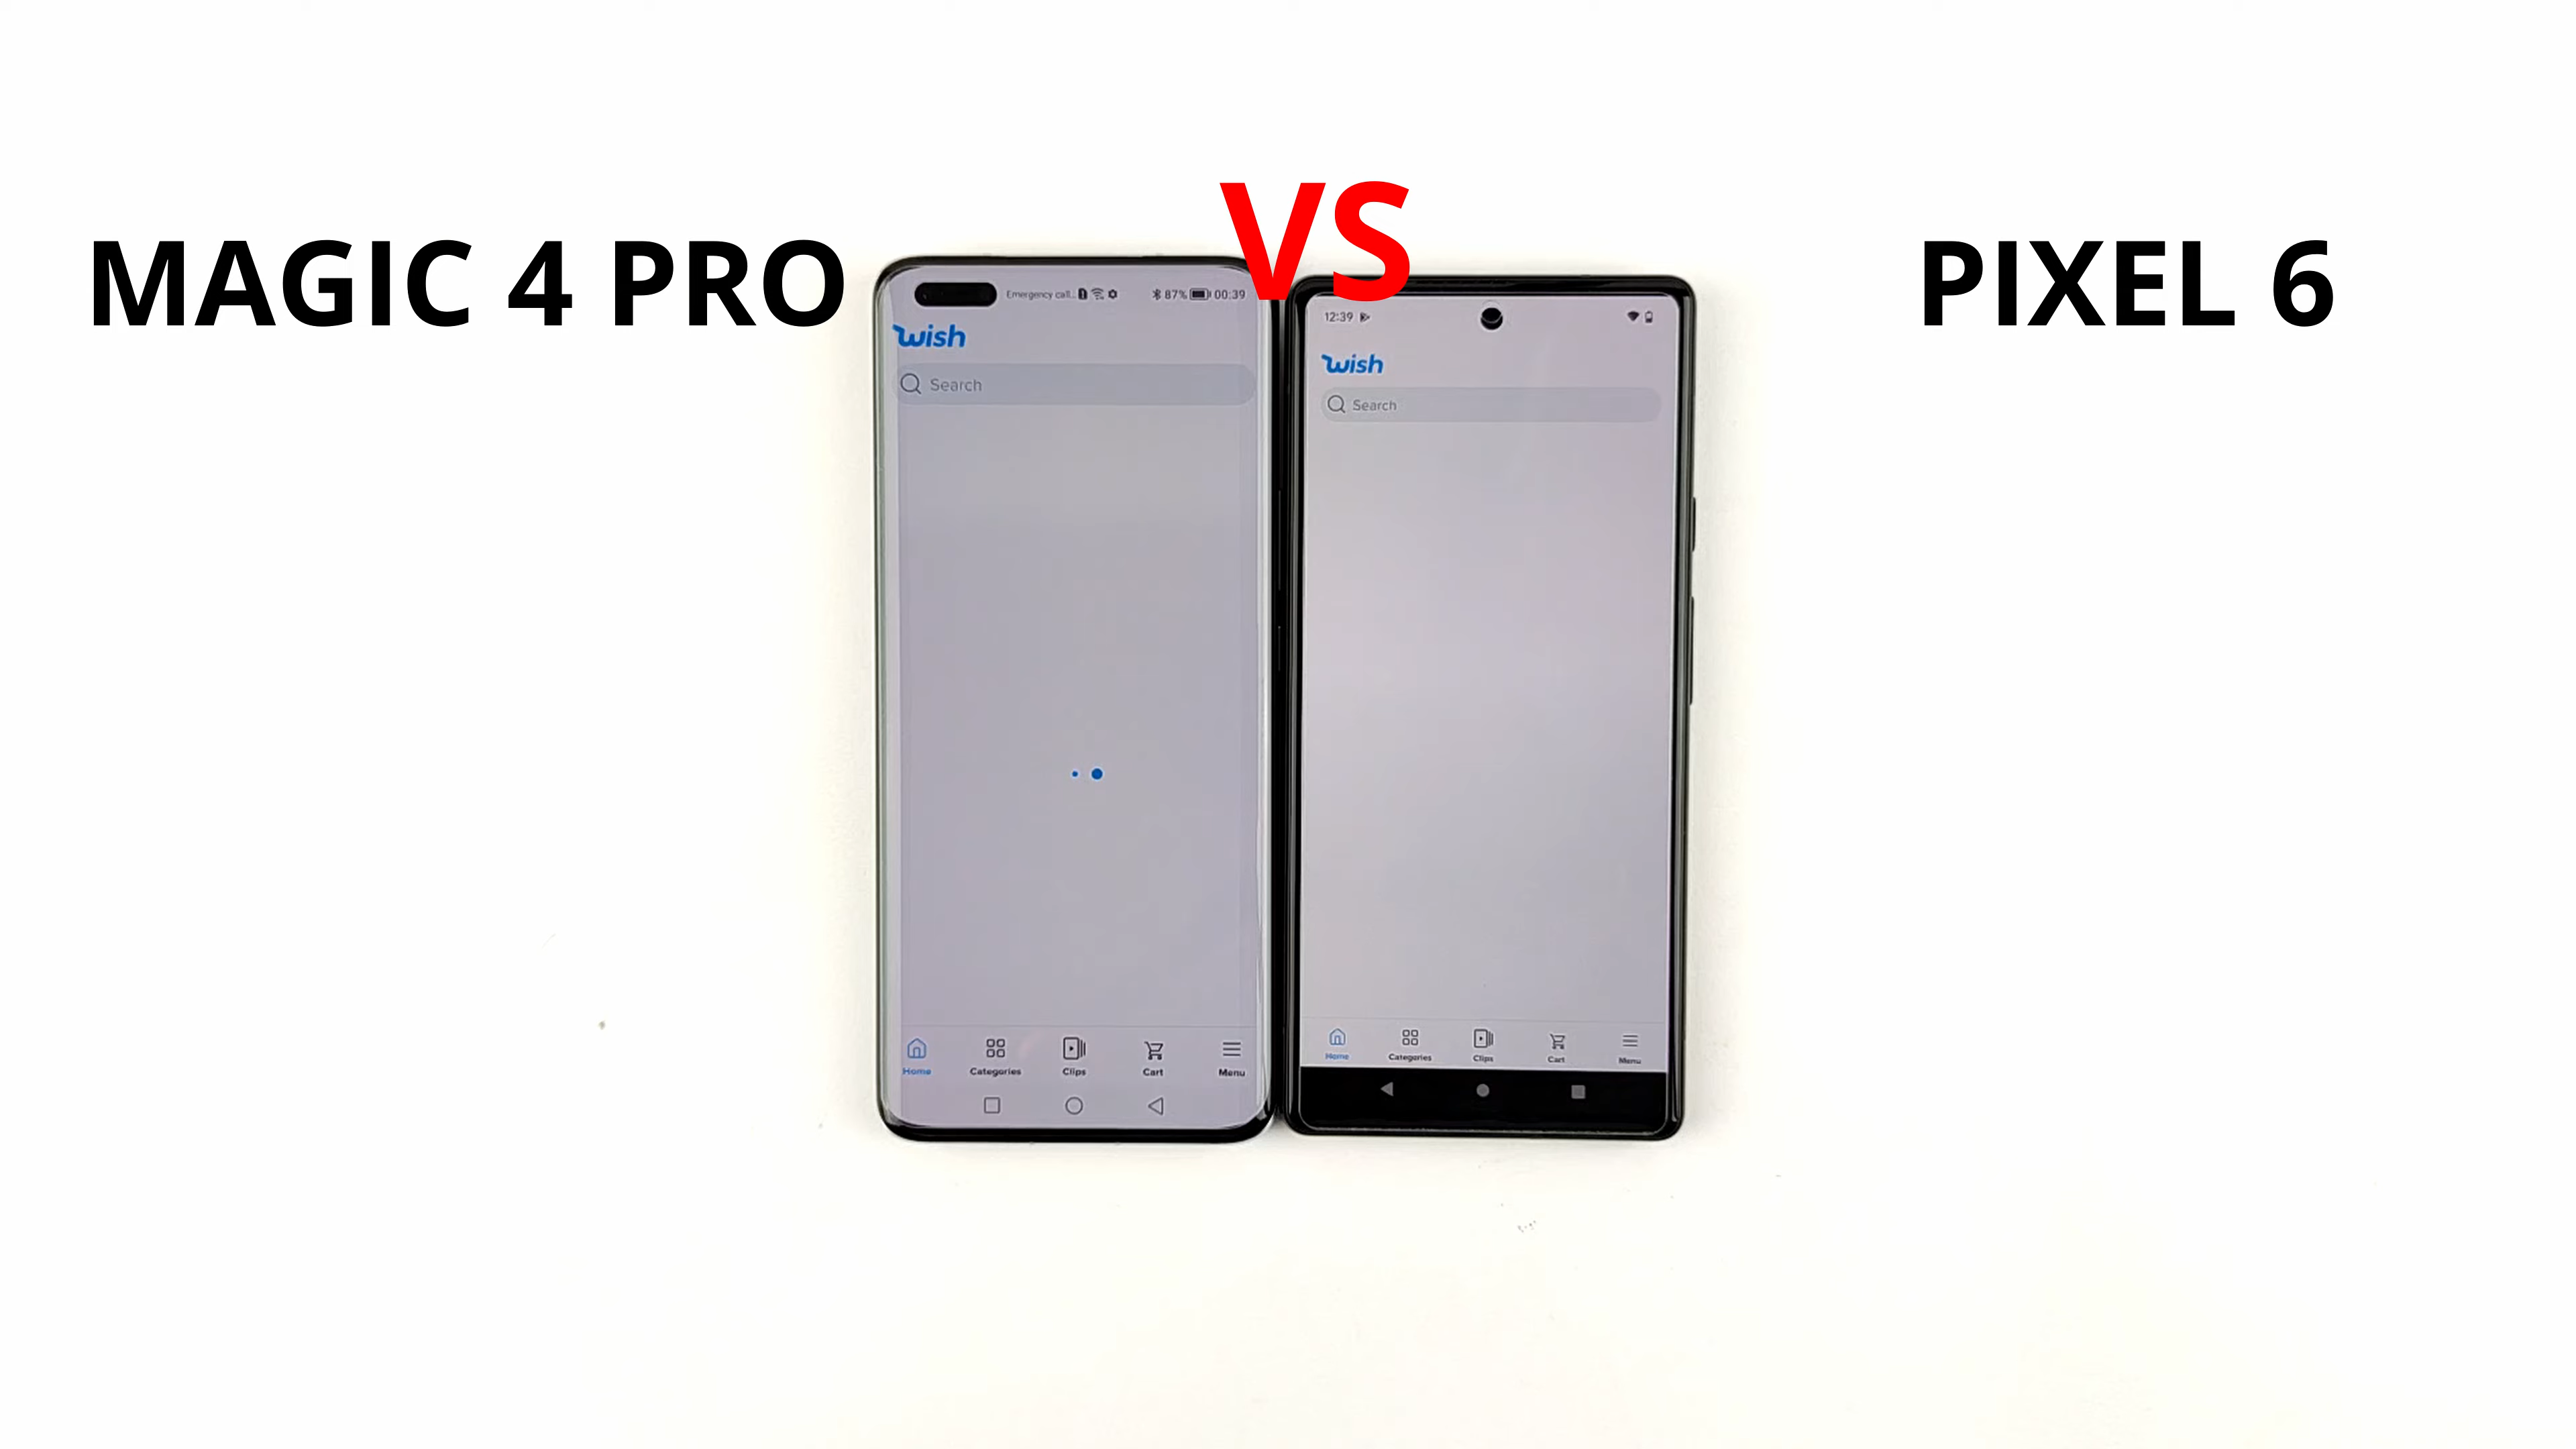 VS
MAGIC 4 PRO
PIXEL 6
Emergency call... 87% 00:39
wish
Search
Home Categories Clips Cart Menu
12:39
wish
Search
Home Categories Clips Cart Menu